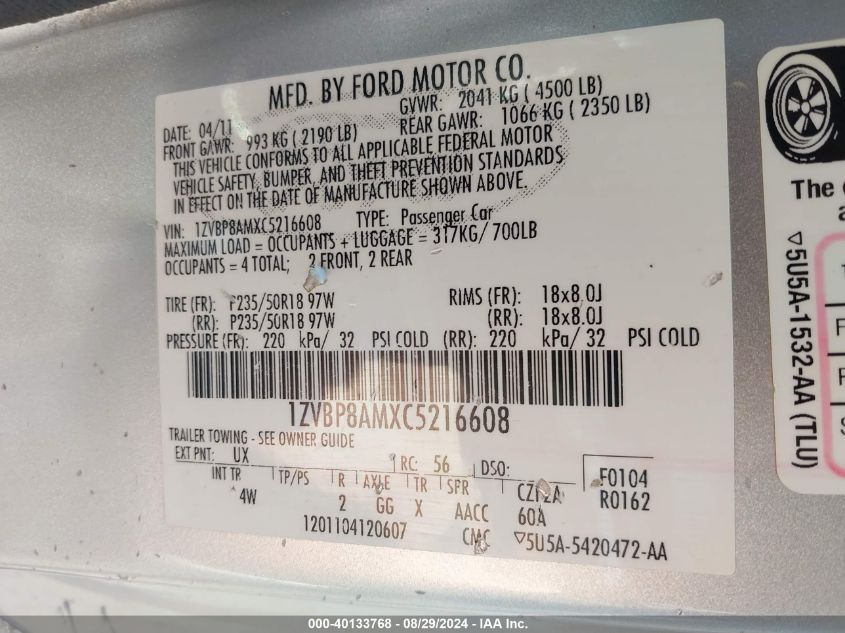 MFD. BY FORD MOTOR CO.
DATE: 04/11 GVWR: 2041 KG ( 4500 LB)
FRONT GAWR: 993 KG ( 2190 LB) REAR GAWR: 1066 KG ( 2350 LB)
THIS VEHICLE CONFORMS TO ALL APPLICABLE FEDERAL MOTOR
VEHICLE SAFETY, BUMPER, AND THEFT PREVENTION STANDARDS
IN EFFECT ON THE DATE OF MANUFACTURE SHOWN ABOVE.
VIN: 1ZVBP8AMXC5216608 TYPE: Passenger Car
MAXIMUM LOAD = OCCUPANTS + LUGGAGE = 317KG/ 700LB
OCCUPANTS = 4 TOTAL; 2 FRONT, 2 REAR
TIRE (FR): P235/50R18 97W RIMS (FR): 18x8.0J
(RR): P235/50R18 97W (RR): 18x8.0J
PRESSURE (FR): 220 kPa/ 32 PSI COLD (RR): 220 kPa/ 32 PSI COLD
1ZVBP8AMXC5216608
TRAILER TOWING - SEE OWNER GUIDE
EXT PNT: UX RC: 56 DSO: F0104
INT TR TP/PS R AXLE TR SPR R0162
4W 2 GG X AACC 60A
1201104120607 CMC ▽5U5A-5420472-AA
The
▽5U5A-1532-AA (TLU)
000-40133768 - 08/29/2024 - IAA Inc.